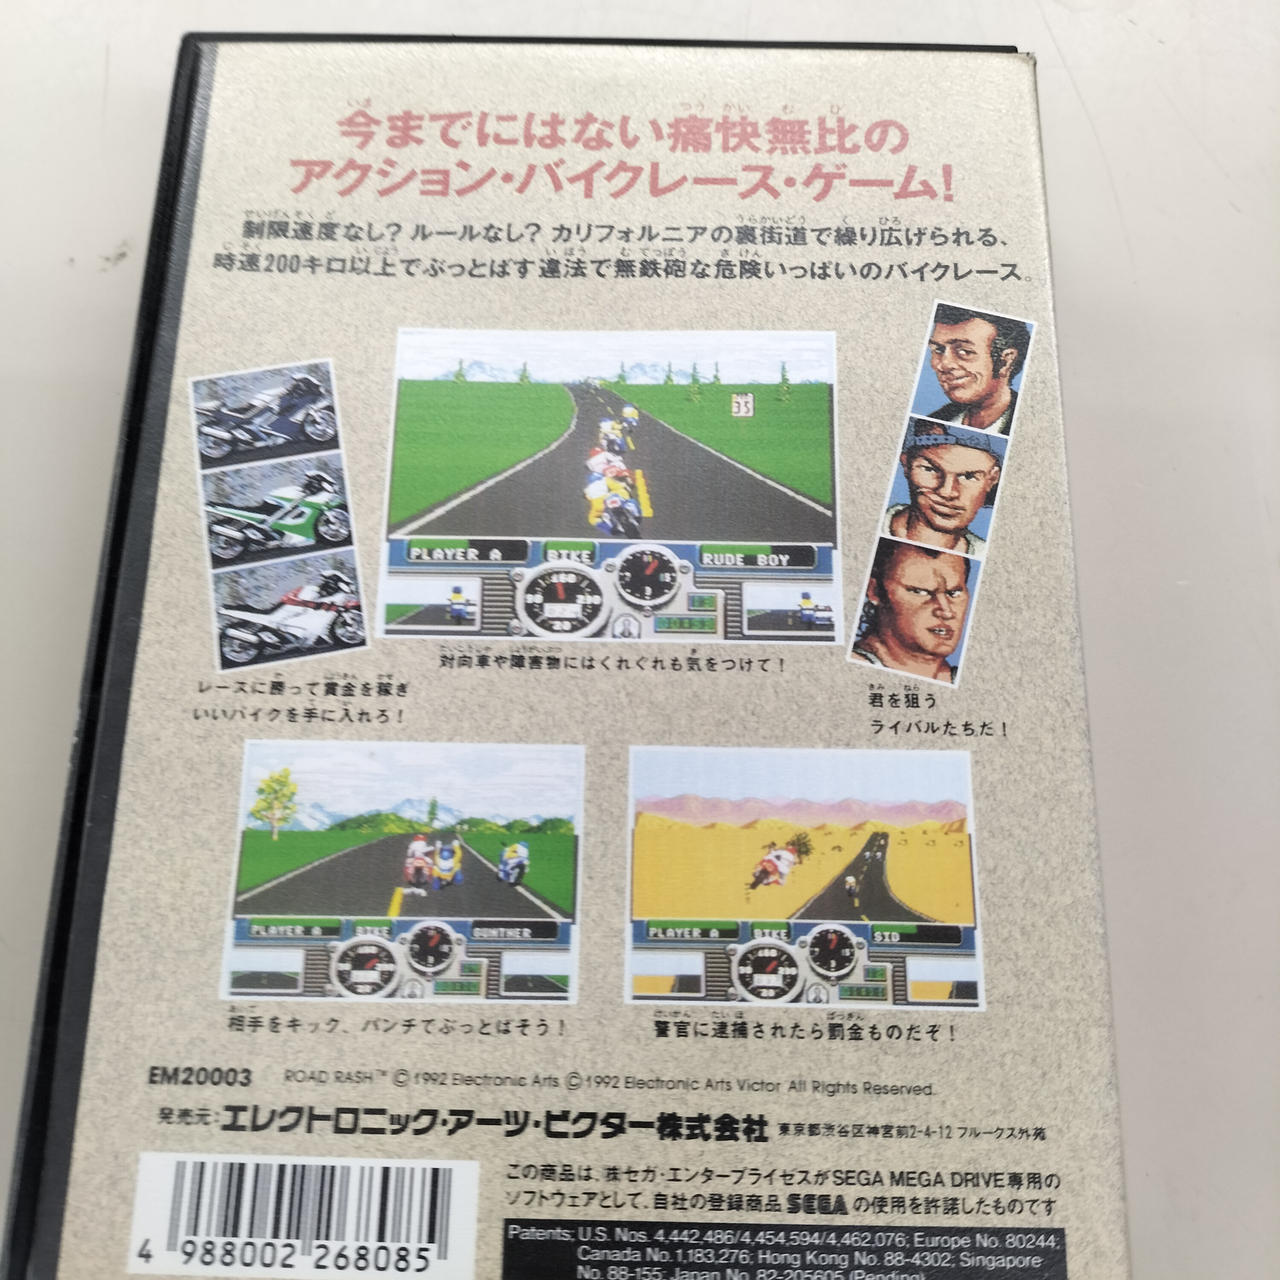 今までにはない痛快無比の
アクション・バイクレース・ゲーム!
制限速度なし?ルールなし?カリフォルニアの裏街道で繰り広げられる、
時速200キロ以上でぶっとばす違法で無鉄砲な危険いっぱいのバイクレース。
35
PLAYER A BIKE RUDE BOY
対向車や障害物にはくれぐれも気をつけて!
レースに勝って賞金を稼ぎ
いいバイクを手に入れろ!
君を狙う
ライバルたちだ!
PLAYER A BIKE GUNTHER
PLAYER A BIKE SID
相手をキック、パンチでぶっとばそう!
警官に逮捕されたら罰金ものだぞ!
EM20003 ROAD RASH™ ©1992 Electronic Arts ©1992 Electronic Arts Victor All Rights Reserved.
発売元:エレクトロニック・アーツ・ビクター株式会社 東京都渋谷区神宮前2-4-12 フルークス外苑
この商品は、㈱セガ・エンタープライゼスがSEGA MEGA DRIVE専用の
ソフトウェアとして、自社の登録商品 SEGA の使用を許諾したものです
4 988002 268085
Patents: U.S. Nos. 4,442,486/4,454,594/4,462,076; Europe No. 80244;
Canada No. 1,183,276; Hong Kong No. 88-4302; Singapore
No. 88-155; Japan No. 82-205605 (Pending)